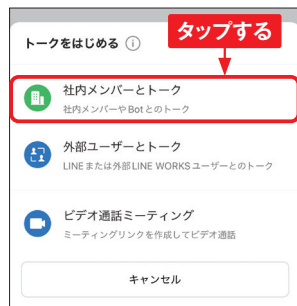 タップする
トークをはじめる
社内メンバーとトーク
社内メンバーやBotとのトーク
外部ユーザーとトーク
LINEまたは外部LINE WORKSユーザーとのトーク
ビデオ通話ミーティング
ミーティングリンクを作成してビデオ通話
キャンセル